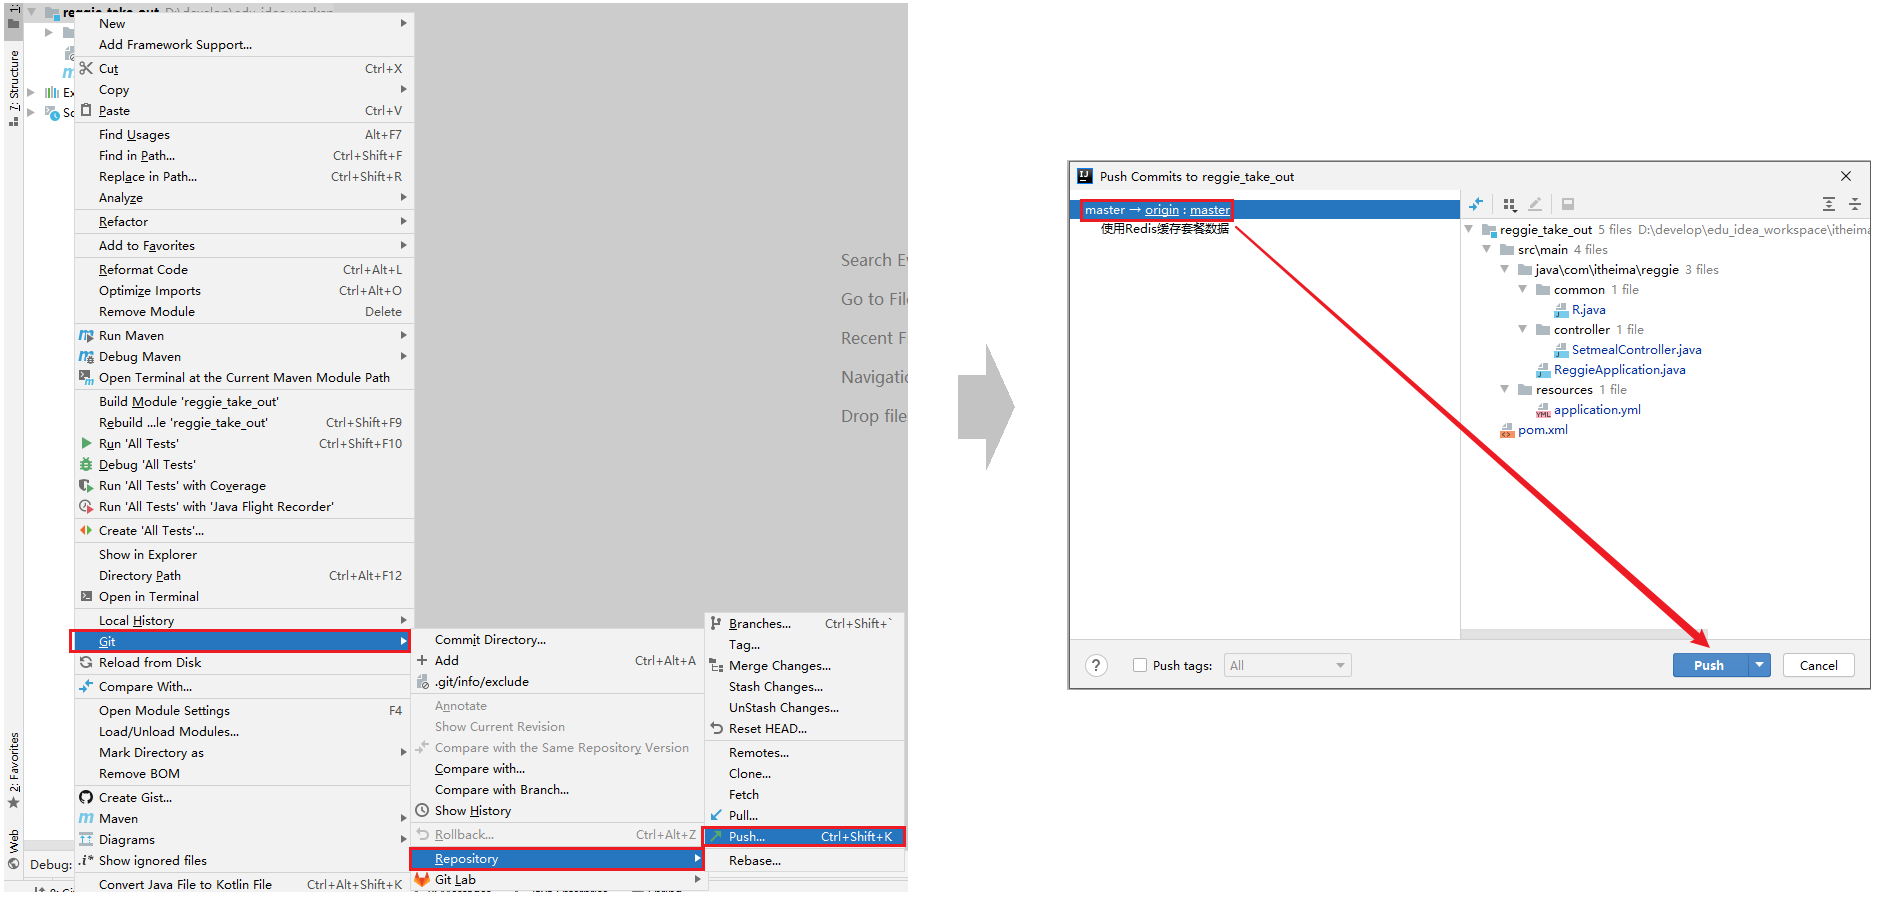 1:
reggie_take_out D:\develop\edu_idea_worksp
7: Structure
2: Favorites
Web
New
Add Framework Support...
Cut Ctrl+X
Copy
Paste Ctrl+V
Find Usages Alt+F7
Find in Path... Ctrl+Shift+F
Replace in Path... Ctrl+Shift+R
Analyze
Refactor
Add to Favorites
Reformat Code Ctrl+Alt+L
Optimize Imports Ctrl+Alt+O
Remove Module Delete
Run Maven
Debug Maven
Open Terminal at the Current Maven Module Path
Build Module 'reggie_take_out'
Rebuild ...le 'reggie_take_out' Ctrl+Shift+F9
Run 'All Tests' Ctrl+Shift+F10
Debug 'All Tests'
Run 'All Tests' with Coverage
Run 'All Tests' with 'Java Flight Recorder'
Create 'All Tests'...
Show in Explorer
Directory Path Ctrl+Alt+F12
Open in Terminal
Local History
Git
Reload from Disk
Compare With...
Open Module Settings F4
Load/Unload Modules...
Mark Directory as
Remove BOM
Create Gist...
Maven
Diagrams
Show ignored files
Convert Java File to Kotlin File Ctrl+Alt+Shift+K
Debug:
Search Ev
Go to File
Recent F
Navigatio
Drop file
Commit Directory...
Add Ctrl+Alt+A
.git/info/exclude
Annotate
Show Current Revision
Compare with the Same Repository Version
Compare with...
Compare with Branch...
Show History
Rollback... Ctrl+Alt+Z
Repository
Git Lab
Branches... Ctrl+Shift+`
Tag...
Merge Changes...
Stash Changes...
UnStash Changes...
Reset HEAD...
Remotes...
Clone...
Fetch
Pull...
Push... Ctrl+Shift+K
Rebase...
Push Commits to reggie_take_out
master → origin : master
使用Redis缓存套餐数据
reggie_take_out 5 files D:\develop\edu_idea_workspace\itheima
src\main 4 files
java\com\itheima\reggie 3 files
common 1 file
R.java
controller 1 file
SetmealController.java
ReggieApplication.java
resources 1 file
application.yml
pom.xml
? Push tags: All Push Cancel